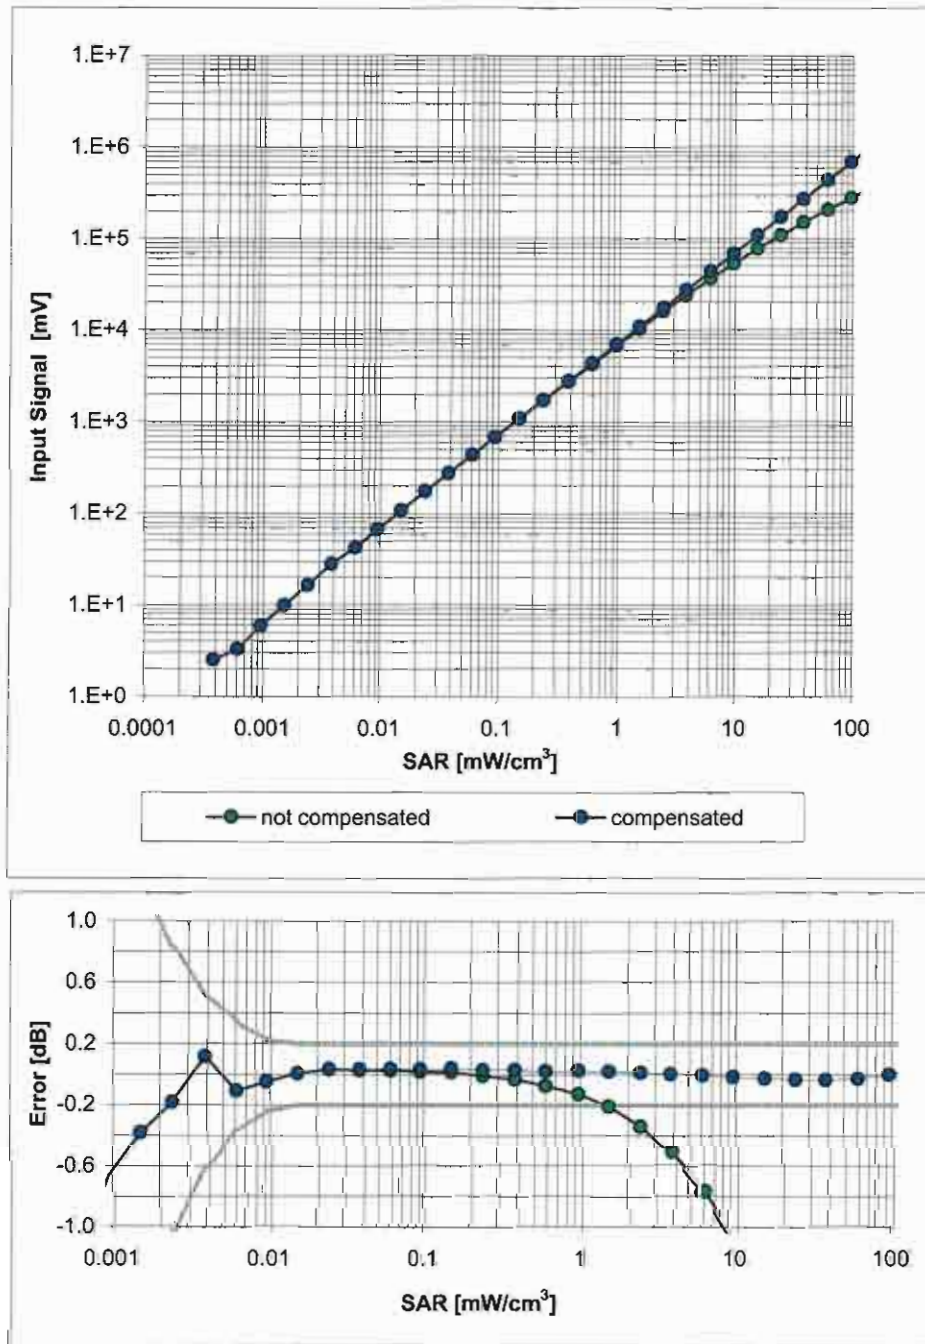 1.E+7
1.E+6
1.E+5
1.E+4
1.E+3
1.E+2
1.E+1
1.E+0
Input Signal [mV]
0.0001 0.001 0.01 0.1 1 10 100
SAR [mW/cm³]
not compensated compensated
1.0
0.6
0.2
-0.2
-0.6
-1.0
Error [dB]
0.001 0.01 0.1 1 10 100
SAR [mW/cm³]